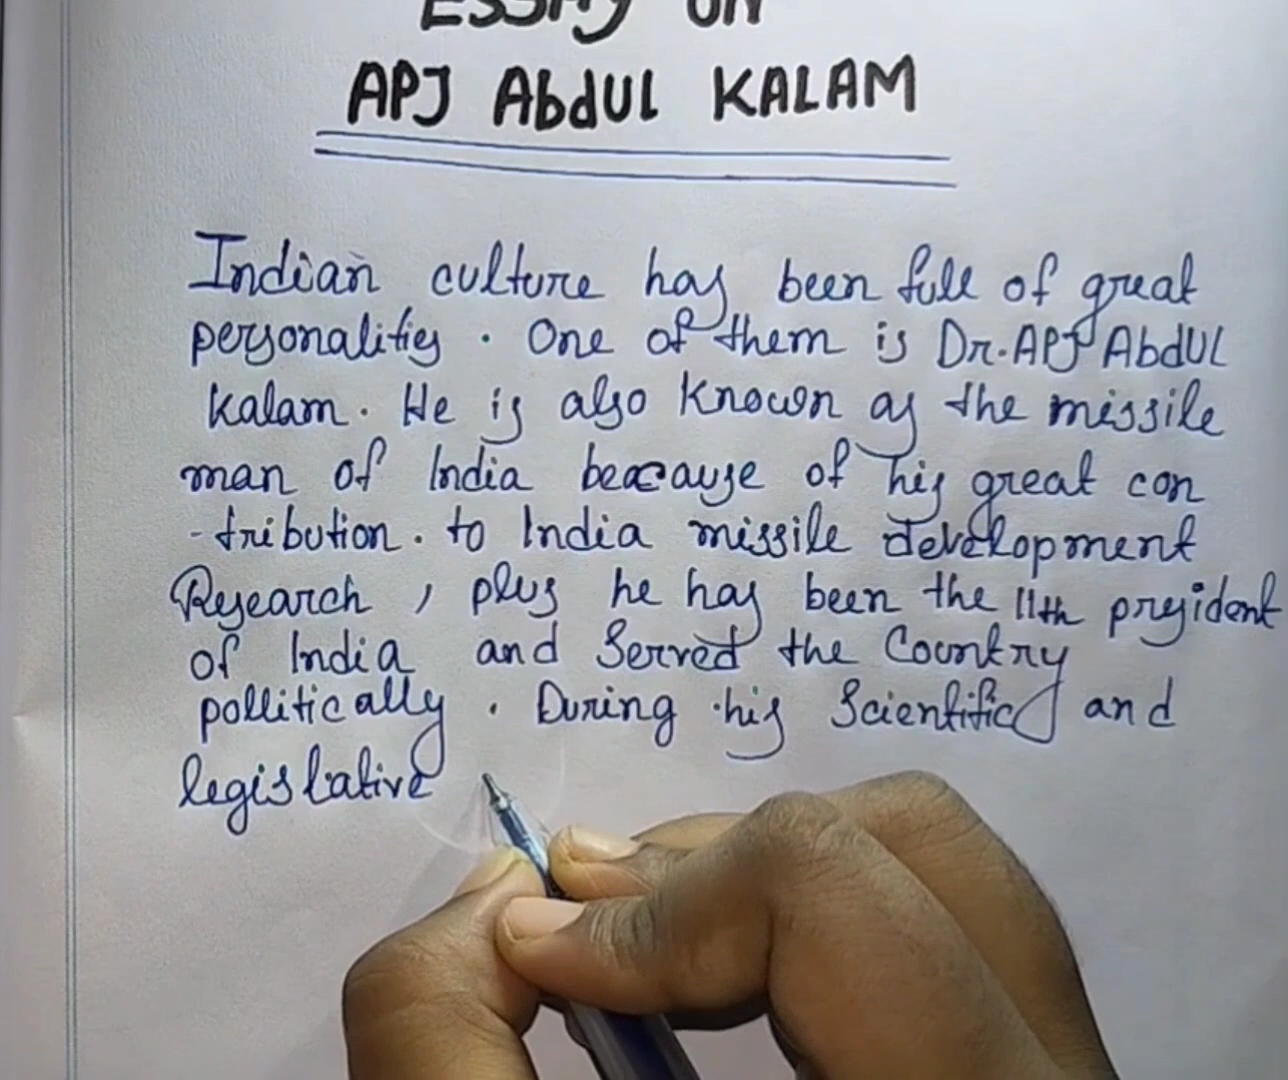 ESSAY ON
APJ AbdUL KALAM
Indian culture has been full of great
personalities . One of them is Dr. APJ AbdUL
Kalam . He is also Known as the missile
man of India because of his great con
-tribution . to India missile development
Research , plus he has been the 11th president
of India and Served the Country
pollitically . During his Scientific and
legislative